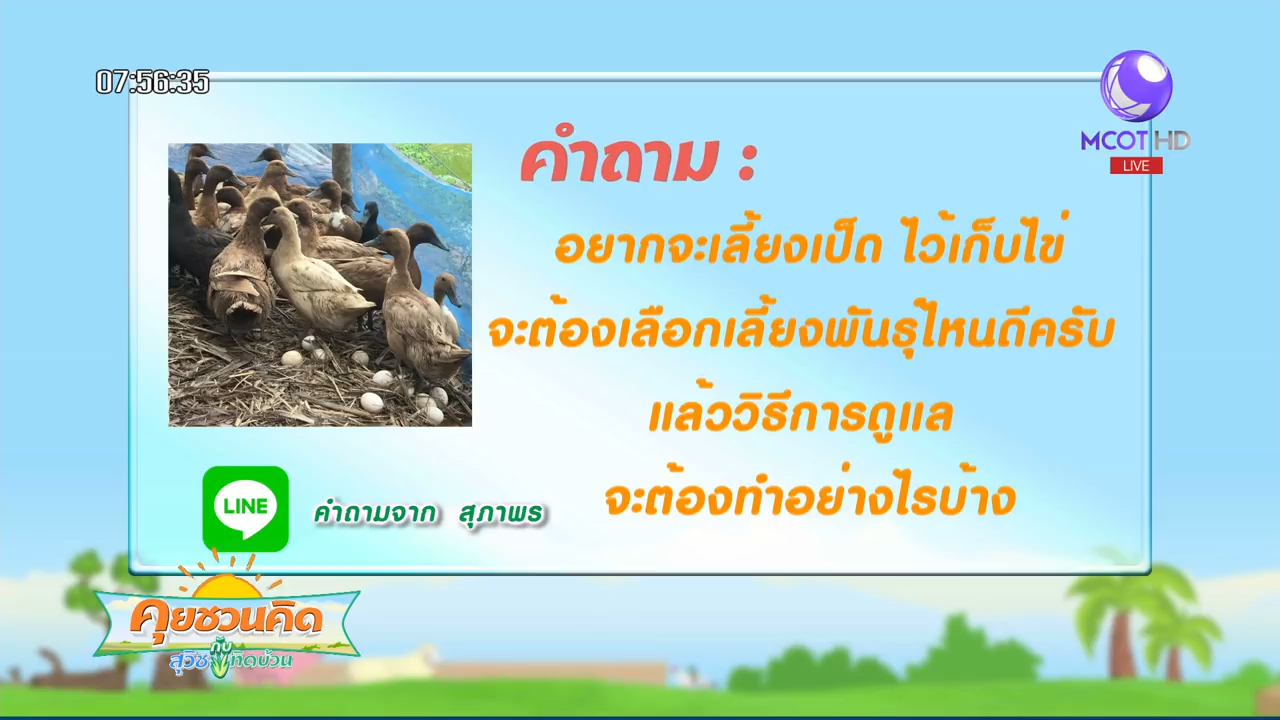 07:56:35
MCOT HD
LIVE
คำถาม :
อยากจะเลี้ยงเป็ด ไว้เก็บไข่
จะต้องเลือกเลี้ยงพันธุ์ไหนดีครับ
แล้ววิธีการดูแล
จะต้องทำอย่างไรบ้าง
LINE
คำถามจาก สุภาพร
คุยชวนคิด
กับ
สุวิช ทิดบ้วน